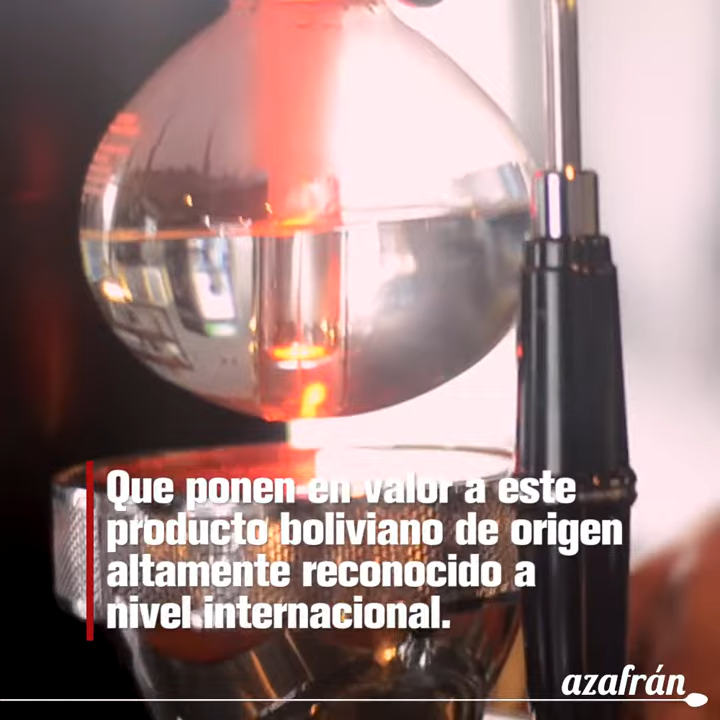 Que ponen en valor a este
producto boliviano de origen
altamente reconocido a
nivel internacional.
azafrán